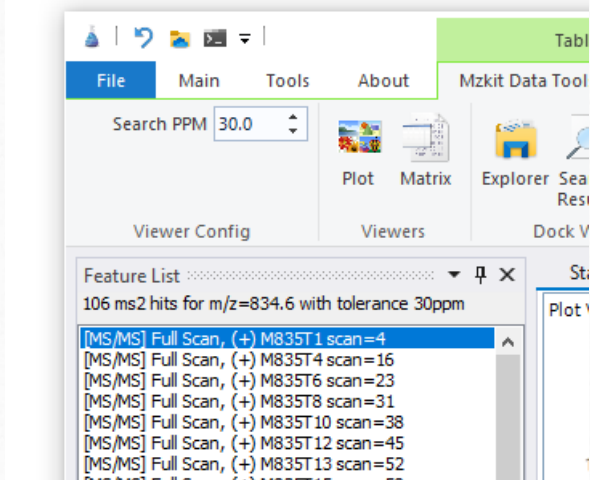 Tabl
File Main Tools About Mzkit Data Tool
Search PPM 30.0
Plot Matrix Explorer
Viewer Config Viewers Dock
Feature List
106 ms2 hits for m/z=834.6 with tolerance 30ppm
Plot
[MS/MS] Full Scan, (+) M835T1 scan=4
[MS/MS] Full Scan, (+) M835T4 scan=16
[MS/MS] Full Scan, (+) M835T6 scan=23
[MS/MS] Full Scan, (+) M835T8 scan=31
[MS/MS] Full Scan, (+) M835T10 scan=38
[MS/MS] Full Scan, (+) M835T12 scan=45
[MS/MS] Full Scan, (+) M835T13 scan=52